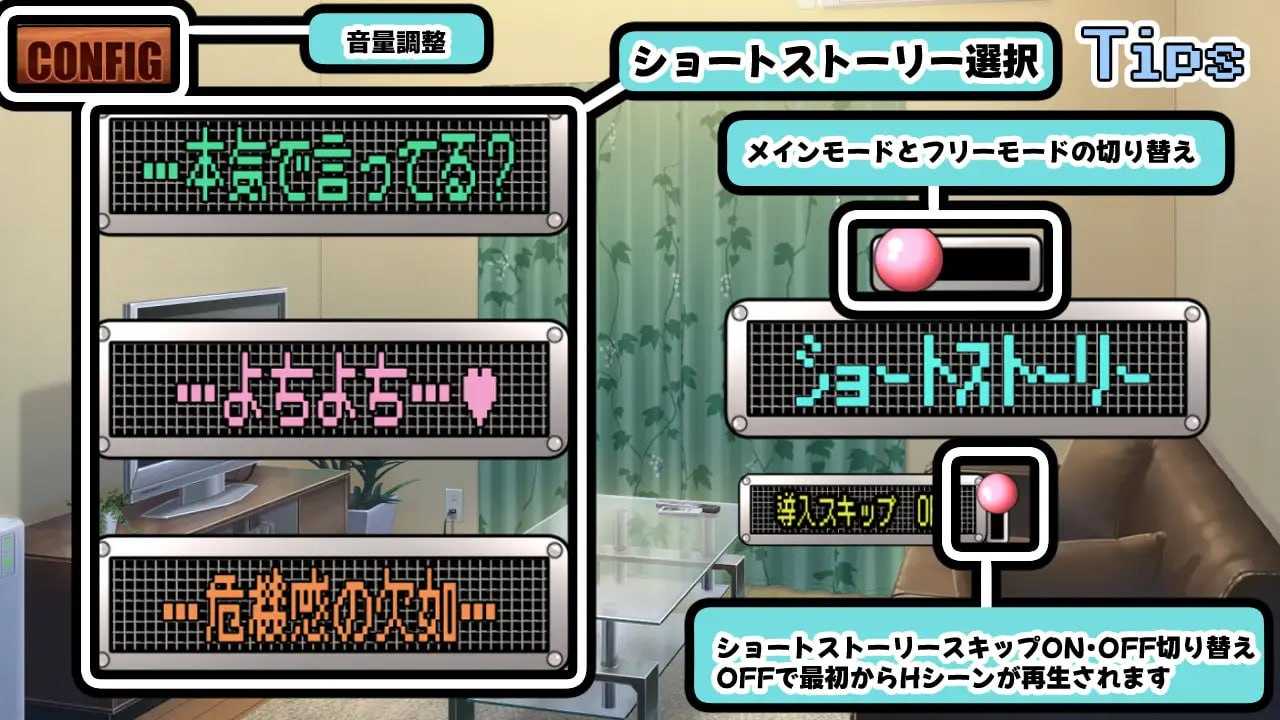 CONFIG
音量調整
ショートストーリー選択
Tips
メインモードとフリーモードの切り替え
…本気で言ってる?
…よちよち…♥
…危機感の欠如…
ショートストーリー
導入スキップ
ショートストーリースキップON・OFF切り替え
OFFで最初からHシーンが再生されます